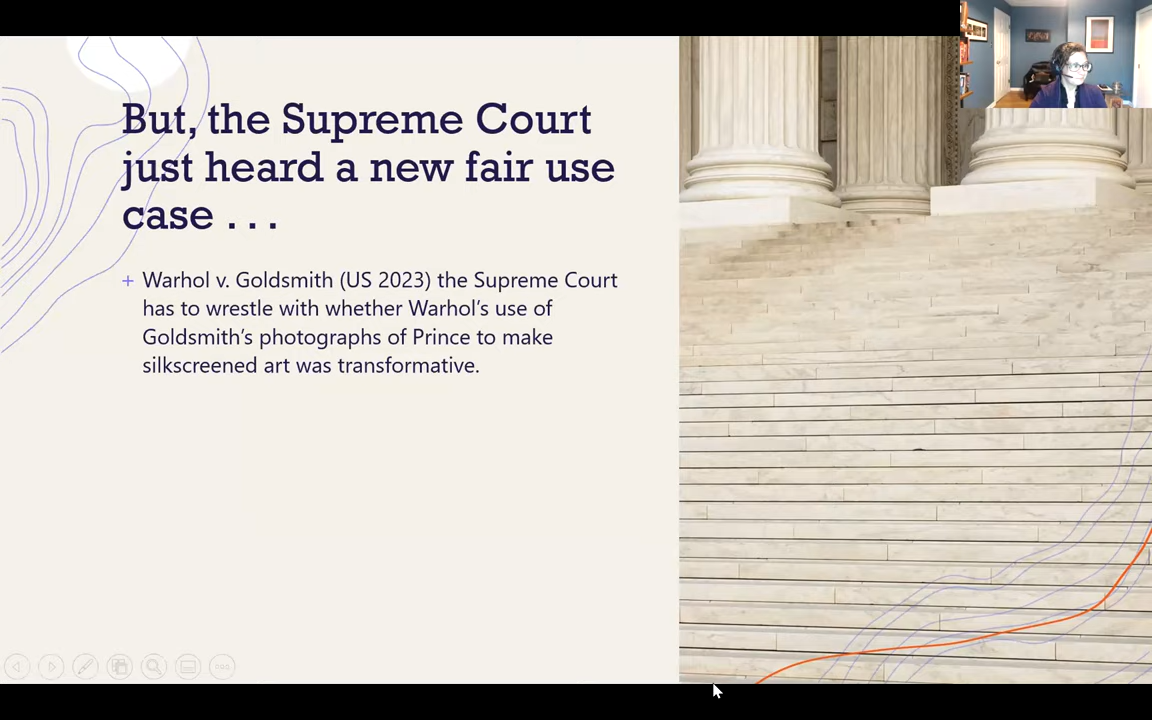 But, the Supreme Court
just heard a new fair use
case . . .
+ Warhol v. Goldsmith (US 2023) the Supreme Court
has to wrestle with whether Warhol’s use of
Goldsmith’s photographs of Prince to make
silkscreened art was transformative.